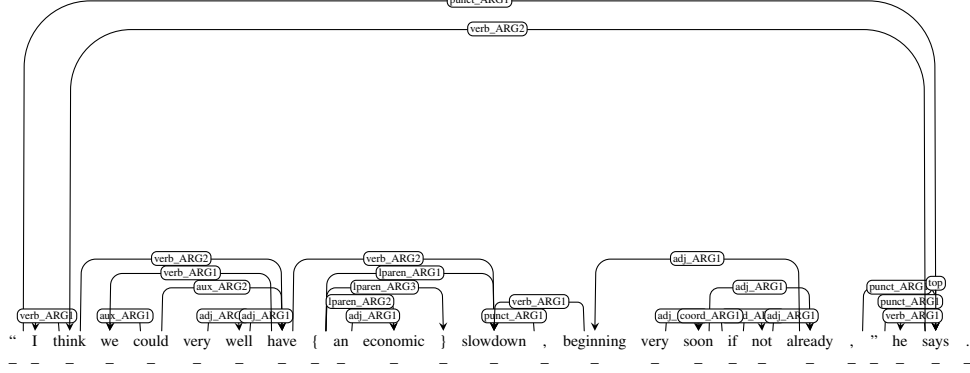 punct_ARG1
verb_ARG2
verb_ARG2 verb_ARG2
verb_ARG1 lparen_ARG1 adj_ARG1
aux_ARG2 lparen_ARG3 punct_ARG1 top
lparen_ARG2 verb_ARG1 adj_ARG1 punct_ARG1
verb_ARG1 aux_ARG1 adj_ARG1 adj_ARG1 punct_ARG1 coord_ARG1 adj_ARG1 verb_ARG1
“ I think we could very well have { an economic } slowdown , beginning very soon if not already , ” he says .